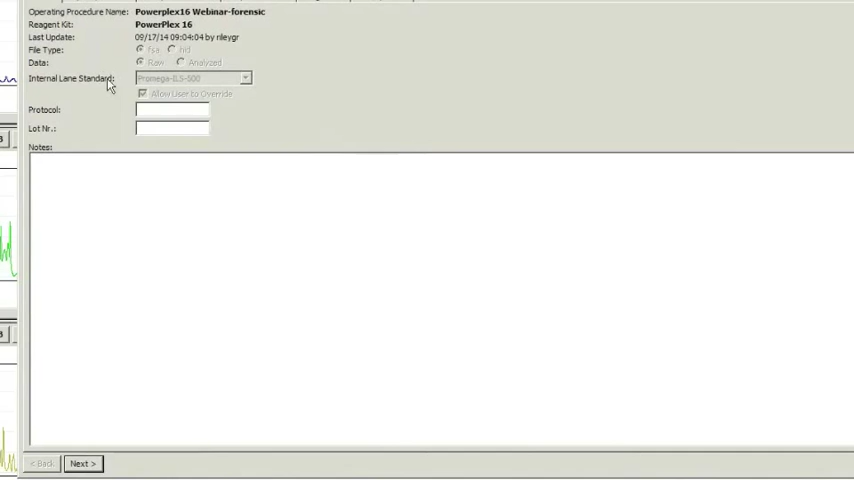 Operating Procedure Name: Powerplex16 Webinar-forensic
Reagent Kit: PowerPlex 16
Last Update: 09/17/14 09:04:04 by nleygr
File Type: fsa hid
Data: Raw Analyzed
Internal Lane Standard: Promega-ILS-500
Allow User to Override
Protocol:
Lot Nr.:
Notes:
< Back Next >